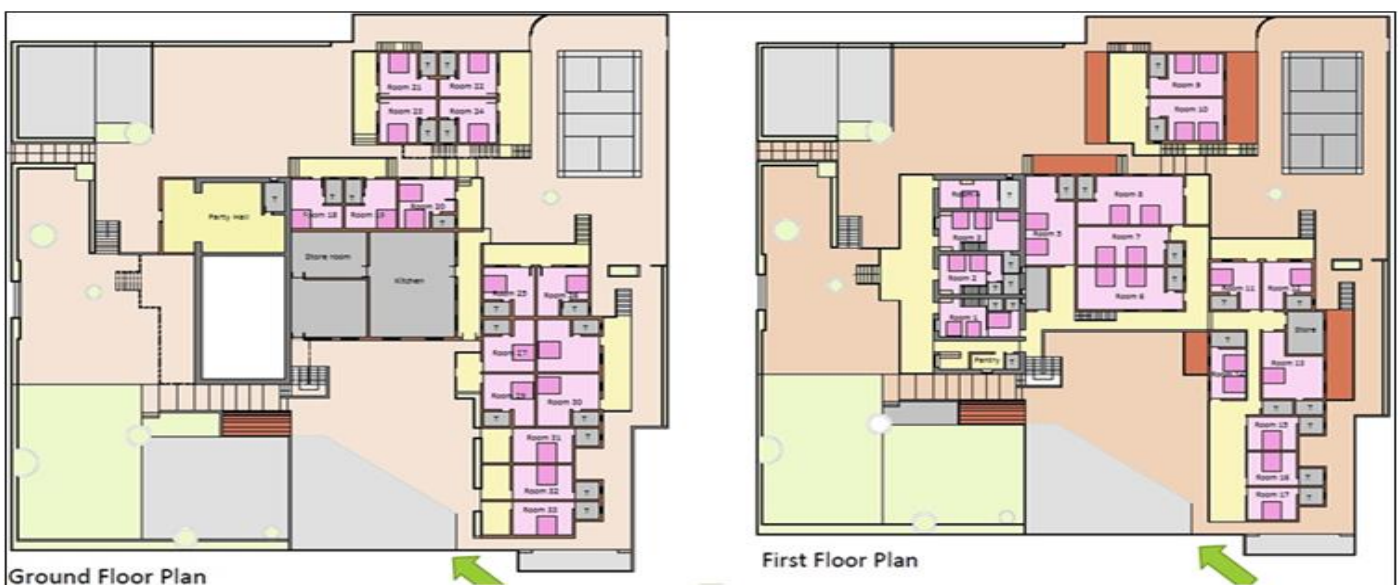 Room 21
Room 22
Room 23
Room 24
Party Hall
Room 18
Room 19
Room 20
Store room
Kitchen
Room 25
Room 27
Room 29
Room 30
Room 31
Room 32
Room 33
Ground Floor Plan
Room 9
Room 10
Room 3
Room 5
Room 8
Room 7
Room 2
Room 6
Room 11
Room 1
Store
Pantry
Room 13
Room 15
Room 16
Room 17
First Floor Plan